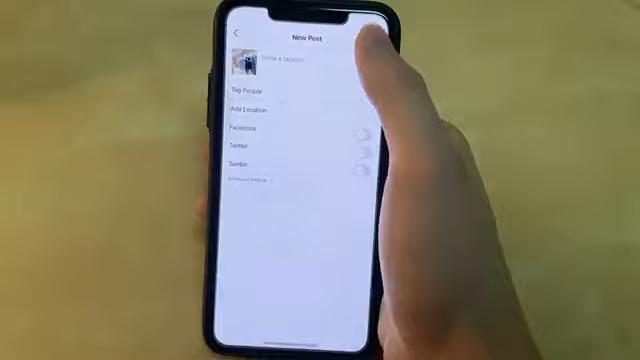 New Post
Write a caption
Tag People
Add Location
Facebook
Twitter
Tumblr
Advanced Settings